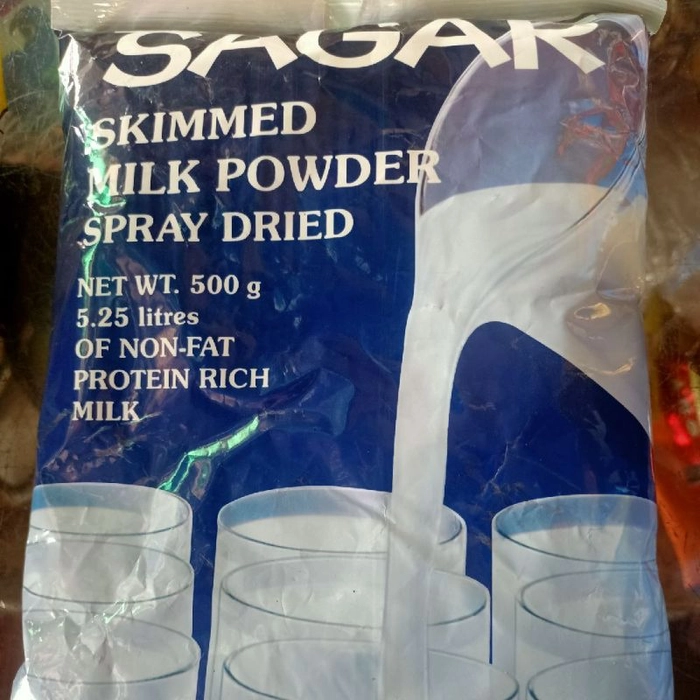 SAGAR
SKIMMED
MILK POWDER
SPRAY DRIED
NET WT. 500 g
5.25 litres
OF NON-FAT
PROTEIN RICH
MILK